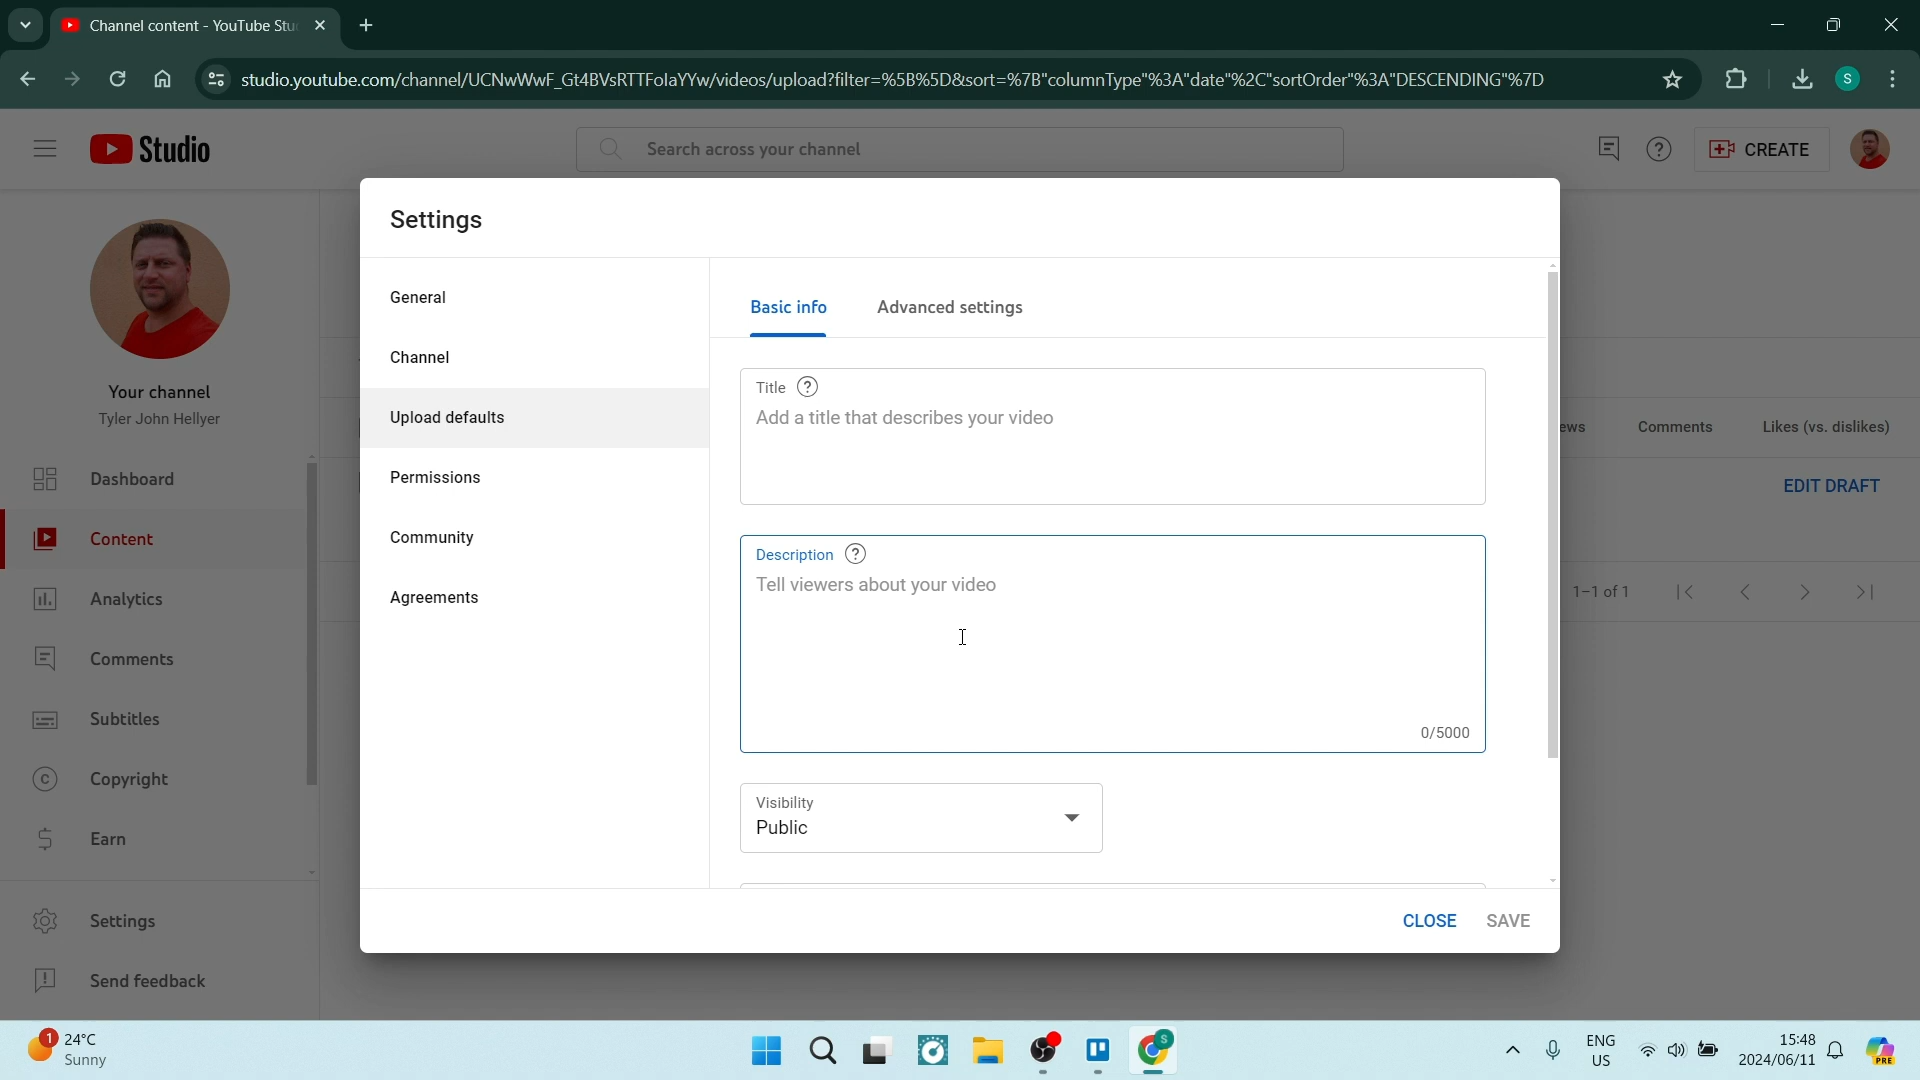 Channel content - YouTube Stu
studio.youtube.com/channel/UCNwWwF_Gt4BVsRTTFolaYYw/videos/upload?filter=%5B%5D&sort=%7B"columnType"%3A"date"%2C"sortOrder"%3A"DESCENDING"%7D
S
Studio
Search across your channel
CREATE
Your channel
Tyler John Hellyer
Dashboard
Content
Analytics
Comments
Subtitles
Copyright
Earn
Settings
Send feedback
Settings
General
Channel
Upload defaults
Permissions
Community
Agreements
Basic info
Advanced settings
Title
Add a title that describes your video
Description
Tell viewers about your video
0/5000
Visibility
Public
CLOSE
SAVE
ews
Comments
Likes (vs. dislikes)
EDIT DRAFT
1–1 of 1
1
24°C
Sunny
S
ENG
US
15:48
2024/06/11
PRE